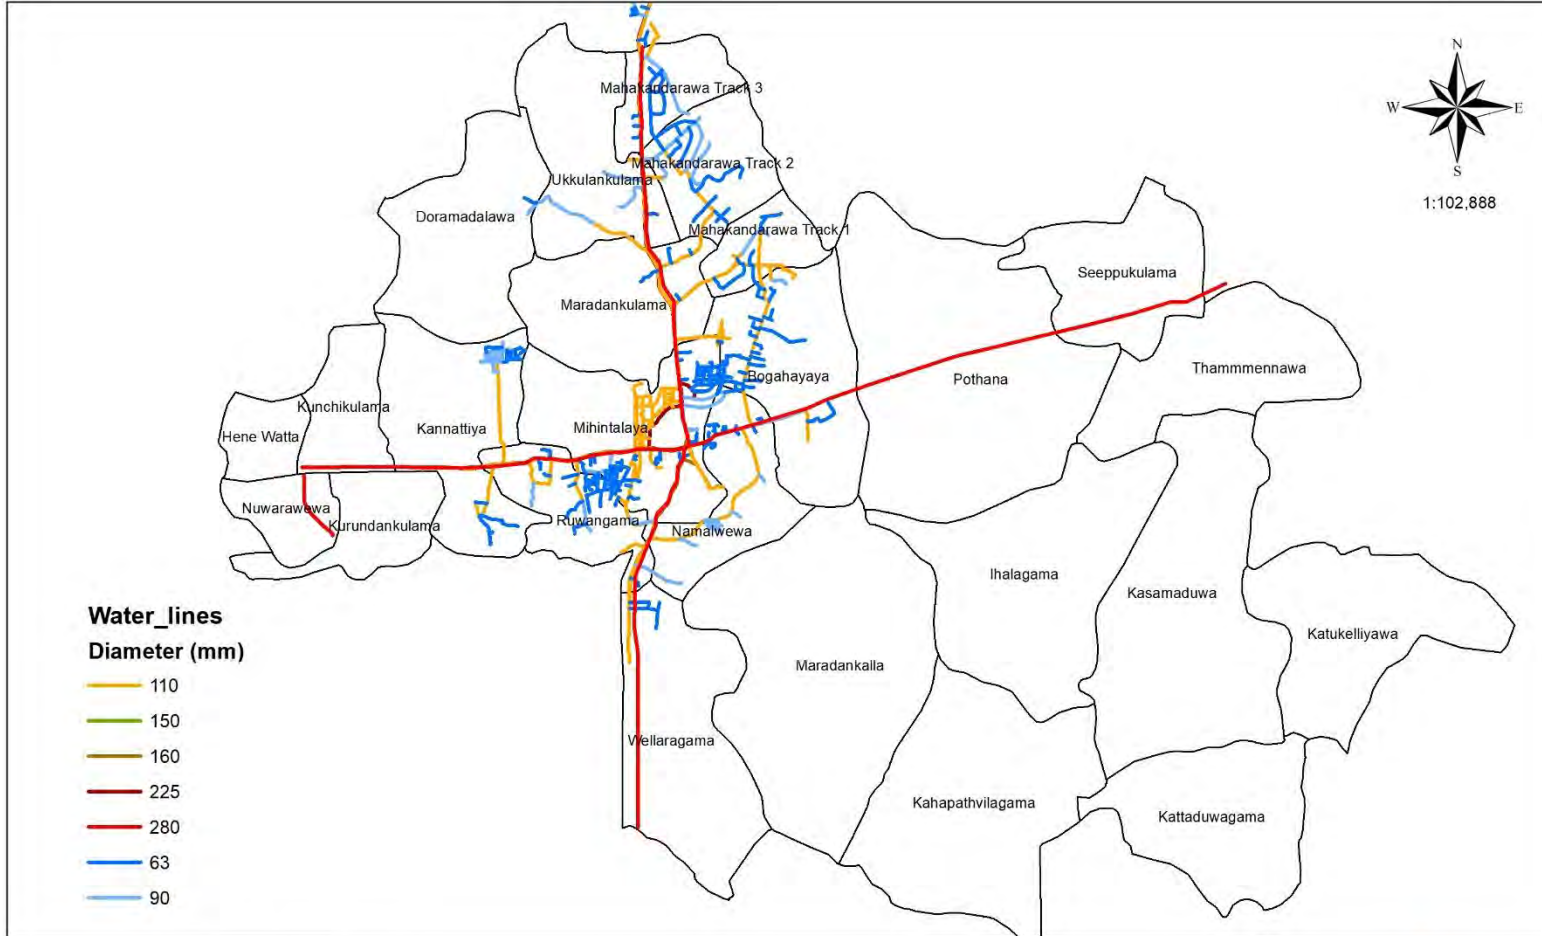 N
W
E
S
1:102,888
Mahakandarawa Track 3
Mahakandarawa Track 2
Ukkulankulama
Doramadalawa
Mahakandarawa Track 1
Seeppukulama
Maradankulama
Thammmennawa
Bogahayaya
Pothana
Kunchikulama
Kannattiya
Mihintalaya
Hene Watta
Nuwarawewa
Kurundankulama
Ruwangama
Namalwewa
Ihalagama
Kasamaduwa
Katukelliyawa
Maradankalla
Wellaragama
Kahapathvilagama
Kattaduwagama
Water_lines
Diameter (mm)
110
150
160
225
280
63
90